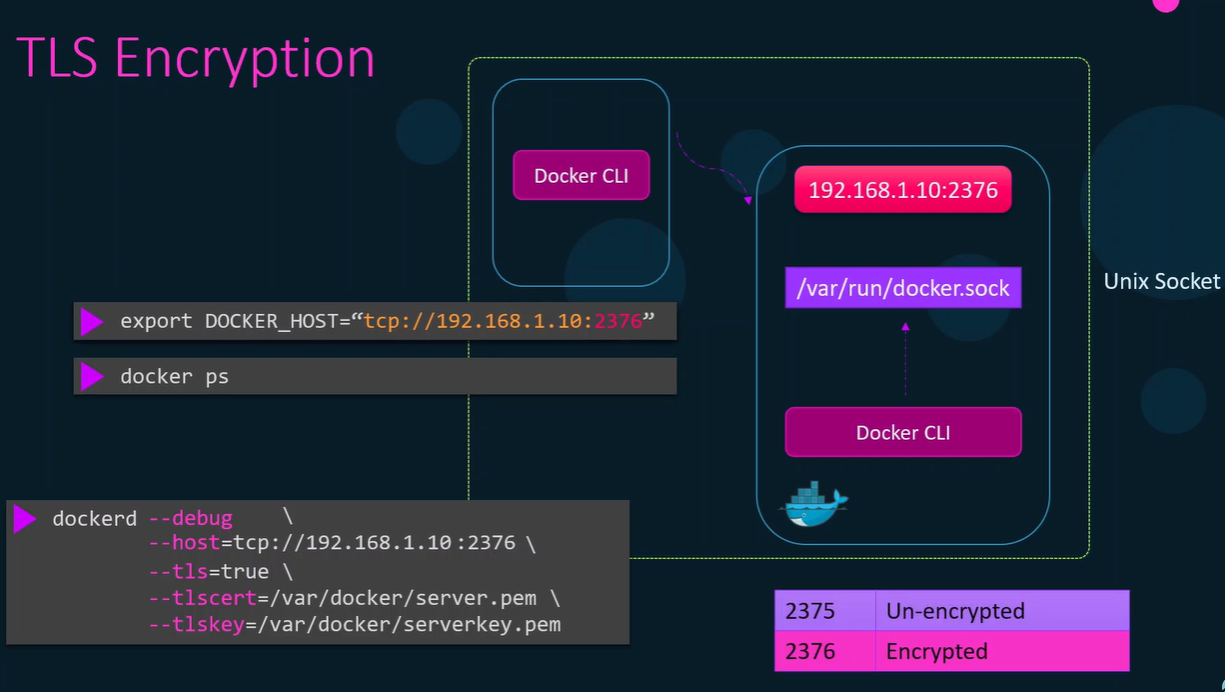 TLS Encryption
Docker CLI
192.168.1.10:2376
/var/run/docker.sock
Unix Socket
Docker CLI
export DOCKER_HOST=“tcp://192.168.1.10:2376”
docker ps
dockerd --debug \
--host=tcp://192.168.1.10:2376 \
--tls=true \
--tlscert=/var/docker/server.pem \
--tlskey=/var/docker/serverkey.pem
2375 Un-encrypted
2376 Encrypted